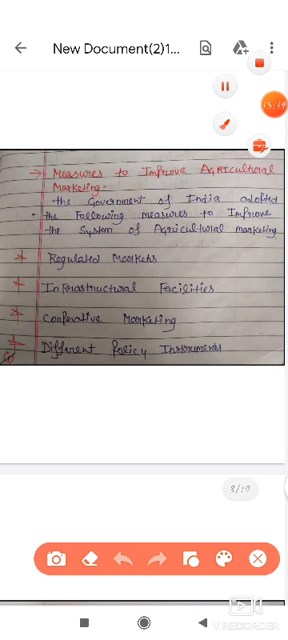 New Document(2)1...
13:19
→ Measures to Improve Agricultural
Marketing-
the Government of India adopted
the Following measures to Improve
the System of Agricultural marketing
Regulated Markets
Infrastructural Facilities
Cooperative Marketing
Different Policy Instruments
8/10
V RECORDER